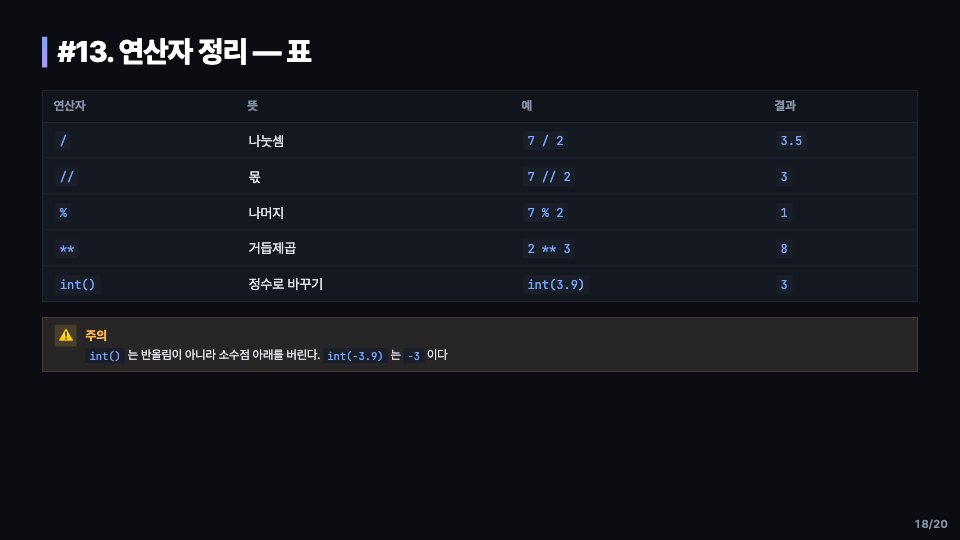 #13. 연산자 정리 — 표
연산자 뜻 예 결과
/ 나눗셈 7 / 2 3.5
// 몫 7 // 2 3
% 나머지 7 % 2 1
** 거듭제곱 2 ** 3 8
int() 정수로 바꾸기 int(3.9) 3
주의
int() 는 반올림이 아니라 소수점 아래를 버린다. int(-3.9) 는 -3 이다
18/20